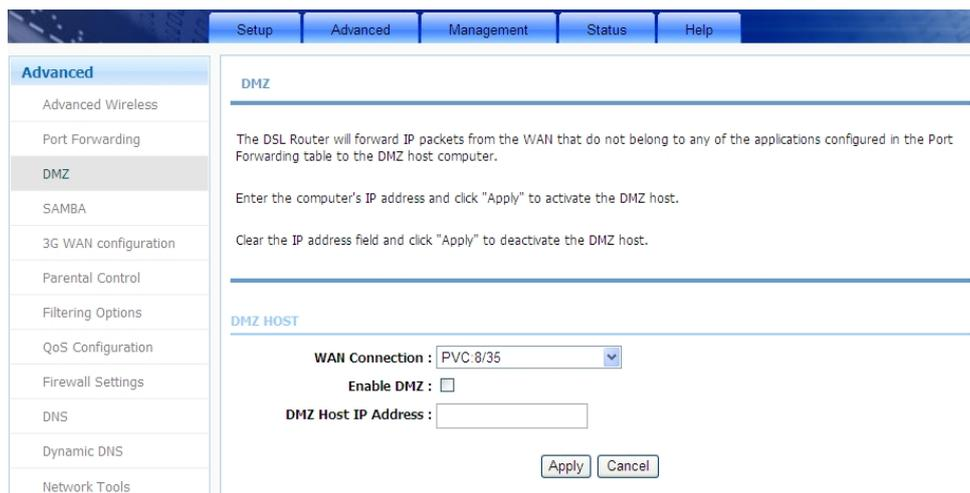 Setup Advanced Management Status Help
Advanced
Advanced Wireless
Port Forwarding
DMZ
SAMBA
3G WAN configuration
Parental Control
Filtering Options
QoS Configuration
Firewall Settings
DNS
Dynamic DNS
Network Tools
DMZ
The DSL Router will forward IP packets from the WAN that do not belong to any of the applications configured in the Port
Forwarding table to the DMZ host computer.
Enter the computer's IP address and click "Apply" to activate the DMZ host.
Clear the IP address field and click "Apply" to deactivate the DMZ host.
DMZ HOST
WAN Connection : PVC:8/35
Enable DMZ :
DMZ Host IP Address :
Apply Cancel